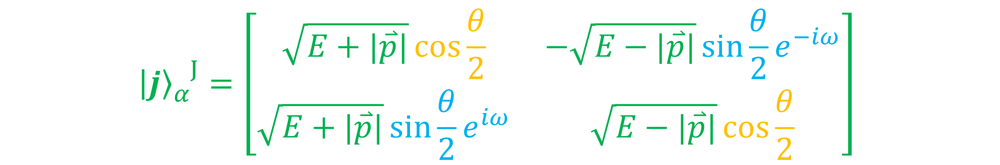 |j⟩_α^J = [ √(E + |p⃗|) cos θ/2    −√(E − |p⃗|) sin θ/2 e^{−iω}
√(E + |p⃗|) sin θ/2 e^{iω}    √(E − |p⃗|) cos θ/2 ]